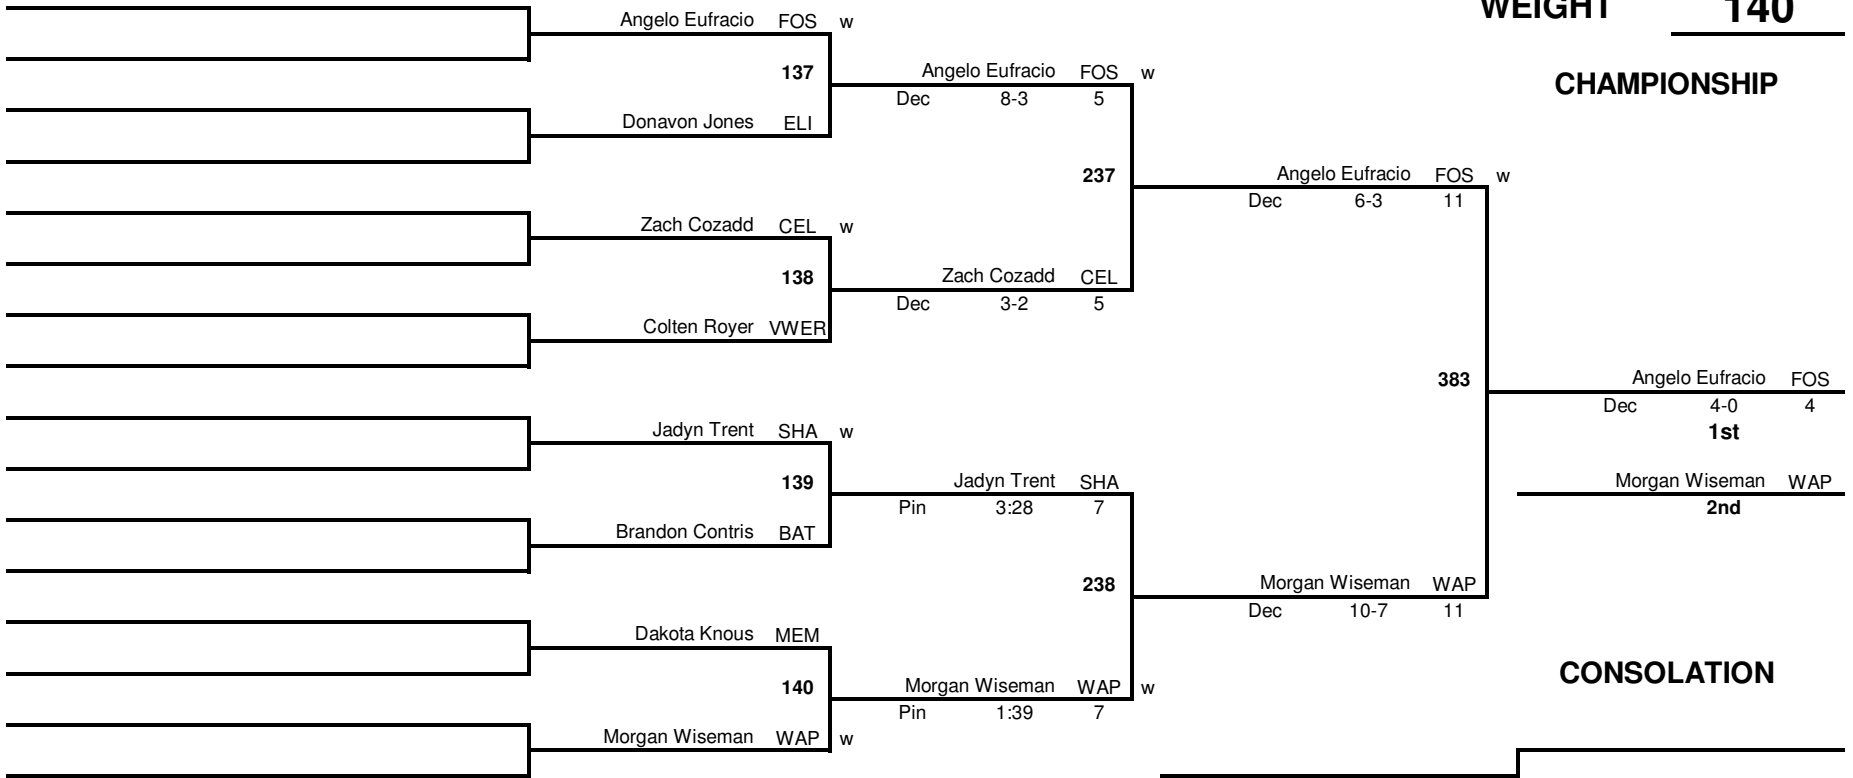 WEIGHT 140
Angelo Eufracio FOS w
137
Angelo Eufracio FOS w
Dec 8-3 5
CHAMPIONSHIP
Donavon Jones ELI
237
Angelo Eufracio FOS w
Dec 6-3 11
Zach Cozadd CEL w
138
Zach Cozadd CEL
Dec 3-2 5
Colten Royer VWER
383
Angelo Eufracio FOS
Dec 4-0 4
1st
Jadyn Trent SHA w
139
Jadyn Trent SHA
Pin 3:28 7
Morgan Wiseman WAP
2nd
Brandon Contris BAT
238
Morgan Wiseman WAP
Dec 10-7 11
Dakota Knous MEM
140
Morgan Wiseman WAP w
Pin 1:39 7
CONSOLATION
Morgan Wiseman WAP w